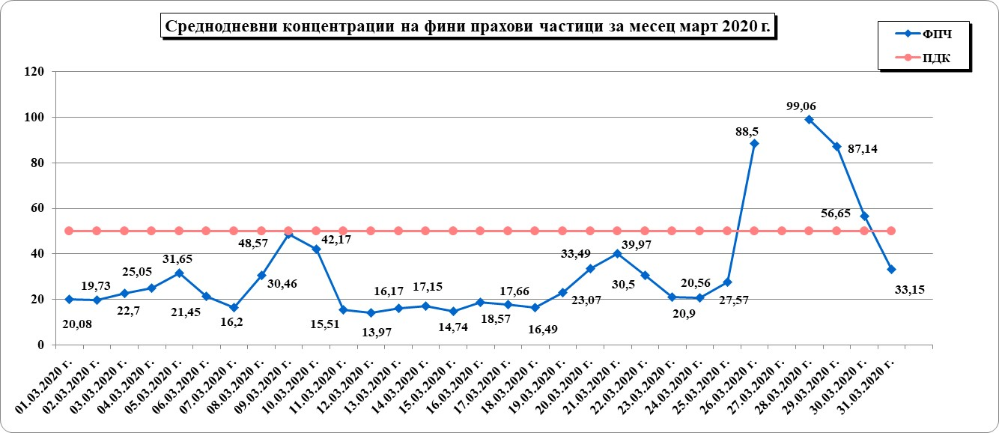 Среднодневни концентрации на фини прахови частици за месец март 2020 г.
ФПЧ
ПДК
120
100
80
60
40
20
0
20,08
19,73
22,7
25,05
31,65
21,45
16,2
30,46
48,57
42,17
15,51
13,97
16,17
17,15
14,74
18,57
17,66
16,49
23,07
33,49
39,97
30,5
20,9
20,56
27,57
88,5
99,06
87,14
56,65
33,15
01.03.2020 г.
02.03.2020 г.
03.03.2020 г.
04.03.2020 г.
05.03.2020 г.
06.03.2020 г.
07.03.2020 г.
08.03.2020 г.
09.03.2020 г.
10.03.2020 г.
11.03.2020 г.
12.03.2020 г.
13.03.2020 г.
14.03.2020 г.
15.03.2020 г.
16.03.2020 г.
17.03.2020 г.
18.03.2020 г.
19.03.2020 г.
20.03.2020 г.
21.03.2020 г.
22.03.2020 г.
23.03.2020 г.
24.03.2020 г.
25.03.2020 г.
26.03.2020 г.
27.03.2020 г.
28.03.2020 г.
29.03.2020 г.
30.03.2020 г.
31.03.2020 г.